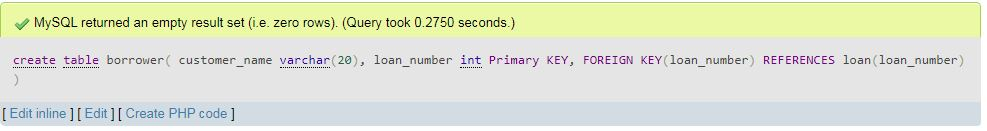 MySQL returned an empty result set (i.e. zero rows). (Query took 0.2750 seconds.)
create table borrower( customer_name varchar(20), loan_number int Primary KEY, FOREIGN KEY(loan_number) REFERENCES loan(loan_number)
)
[ Edit inline ] [ Edit ] [ Create PHP code ]